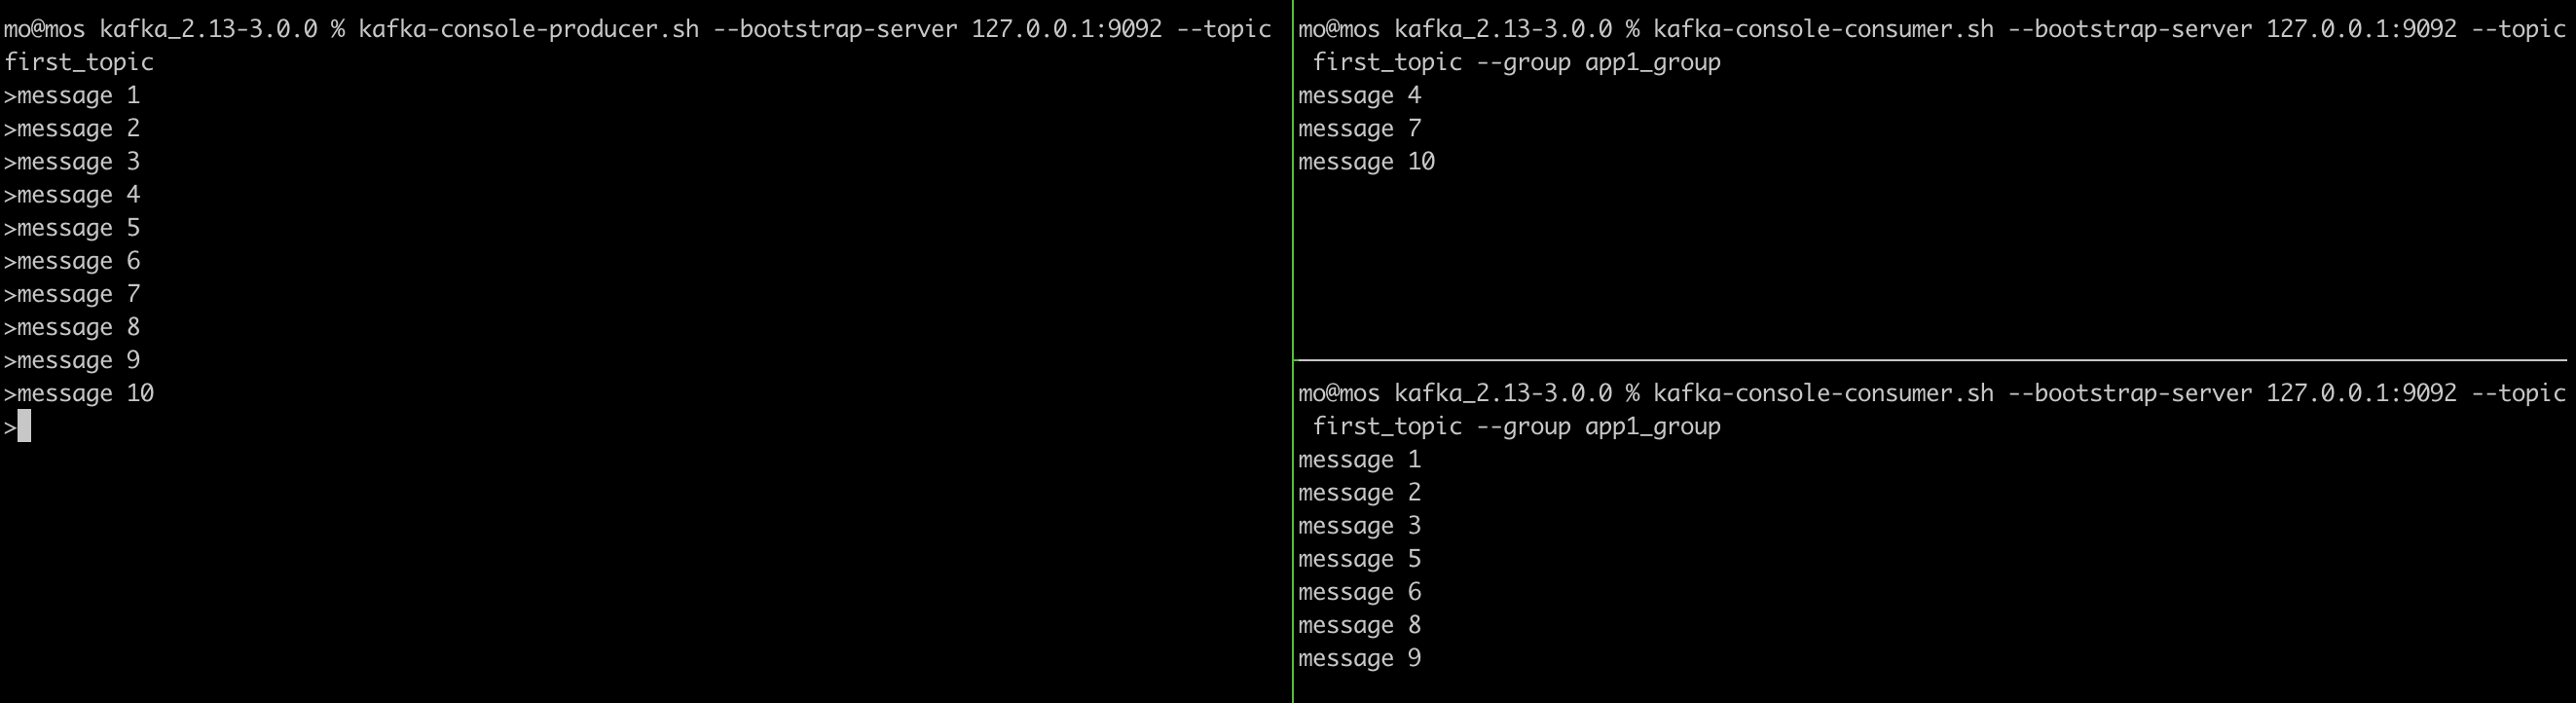 mo@mos kafka_2.13-3.0.0 % kafka-console-producer.sh --bootstrap-server 127.0.0.1:9092 --topic
first_topic
>message 1
>message 2
>message 3
>message 4
>message 5
>message 6
>message 7
>message 8
>message 9
>message 10
>
mo@mos kafka_2.13-3.0.0 % kafka-console-consumer.sh --bootstrap-server 127.0.0.1:9092 --topic
first_topic --group app1_group
message 4
message 7
message 10
mo@mos kafka_2.13-3.0.0 % kafka-console-consumer.sh --bootstrap-server 127.0.0.1:9092 --topic
first_topic --group app1_group
message 1
message 2
message 3
message 5
message 6
message 8
message 9